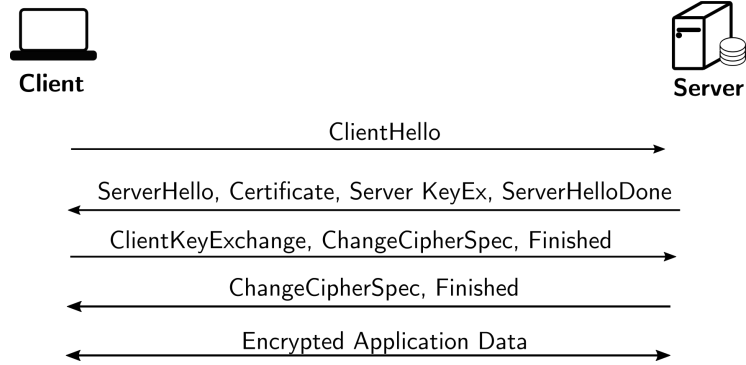 Client
Server
ClientHello
ServerHello, Certificate, Server KeyEx, ServerHelloDone
ClientKeyExchange, ChangeCipherSpec, Finished
ChangeCipherSpec, Finished
Encrypted Application Data